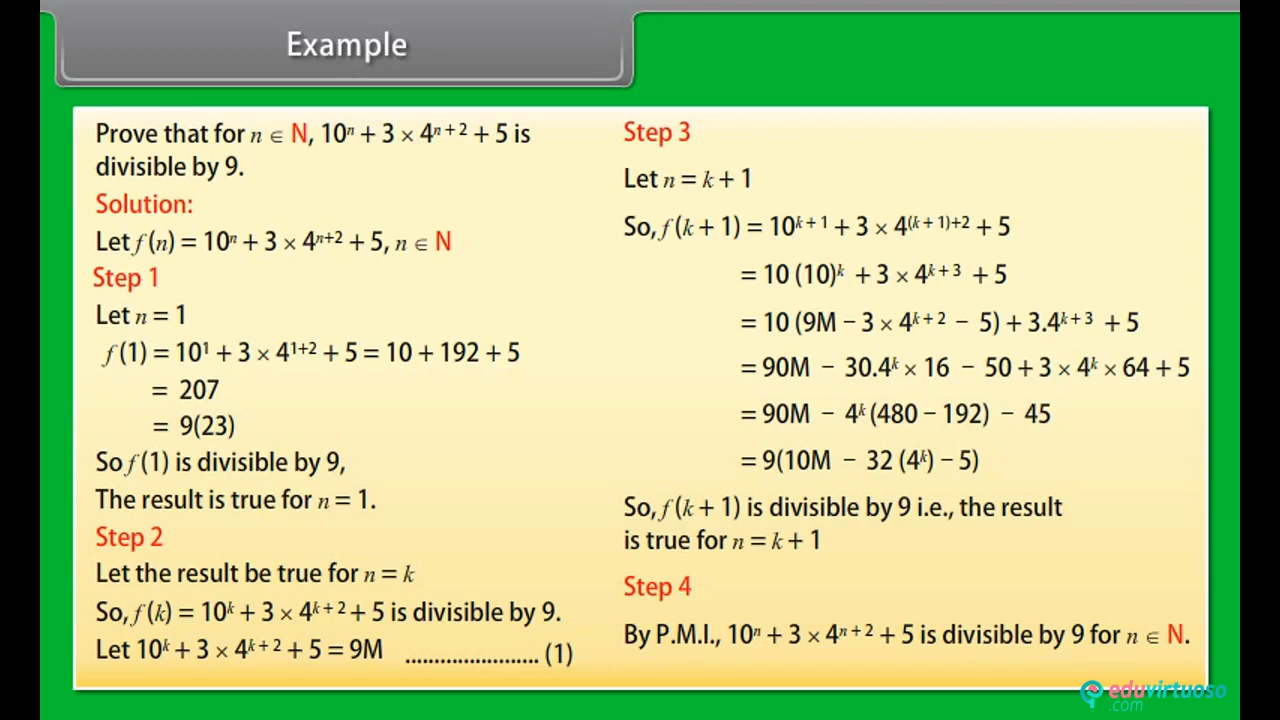 Example
Prove that for n ∈ N, 10ⁿ + 3 × 4ⁿ⁺² + 5 is
divisible by 9.
Solution:
Let f (n) = 10ⁿ + 3 × 4ⁿ⁺² + 5, n ∈ N
Step 1
Let n = 1
f (1) = 10¹ + 3 × 4¹⁺² + 5 = 10 + 192 + 5
= 207
= 9(23)
So f (1) is divisible by 9,
The result is true for n = 1.
Step 2
Let the result be true for n = k
So, f (k) = 10ᵏ + 3 × 4ᵏ⁺² + 5 is divisible by 9.
Let 10ᵏ + 3 × 4ᵏ⁺² + 5 = 9M ....................... (1)
Step 3
Let n = k + 1
So, f (k + 1) = 10ᵏ⁺¹ + 3 × 4⁽ᵏ⁺¹⁾⁺² + 5
= 10 (10)ᵏ + 3 × 4ᵏ⁺³ + 5
= 10 (9M − 3 × 4ᵏ⁺² − 5) + 3.4ᵏ⁺³ + 5
= 90M − 30.4ᵏ × 16 − 50 + 3 × 4ᵏ × 64 + 5
= 90M − 4ᵏ (480 − 192) − 45
= 9(10M − 32 (4ᵏ) − 5)
So, f (k + 1) is divisible by 9 i.e., the result
is true for n = k + 1
Step 4
By P.M.I., 10ⁿ + 3 × 4ⁿ⁺² + 5 is divisible by 9 for n ∈ N.
eduvirtuoso
.com